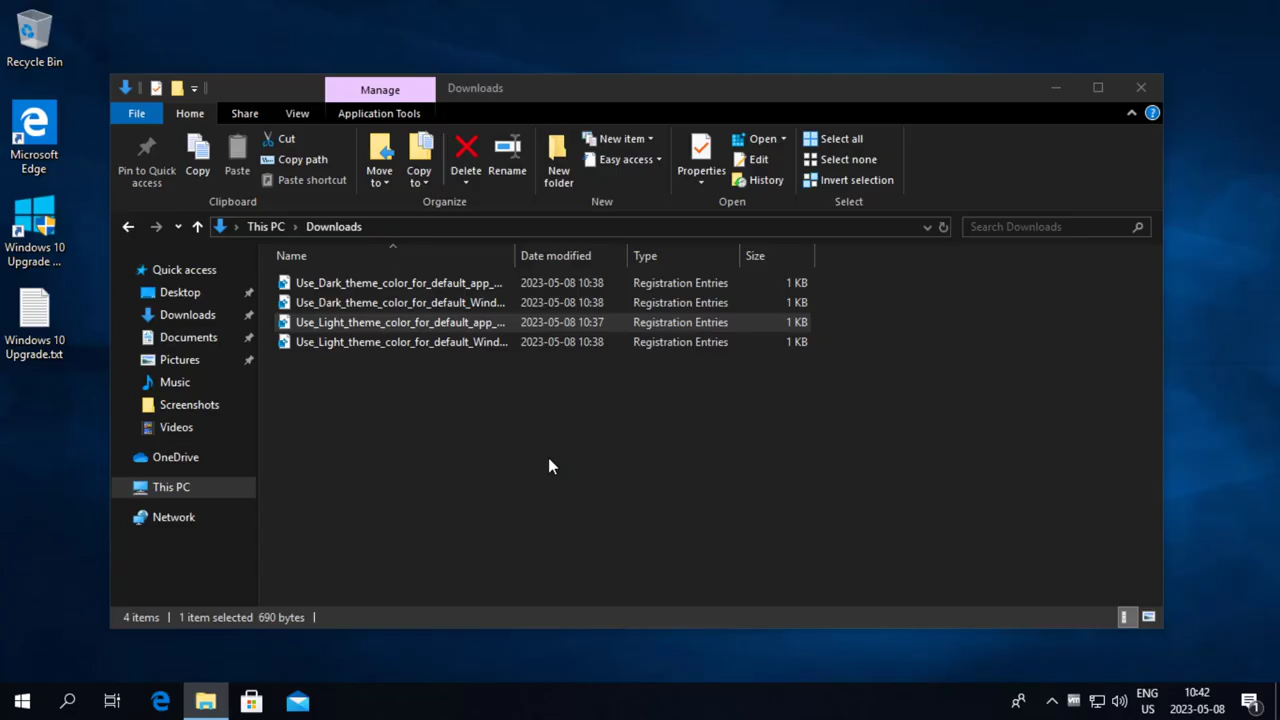 Recycle Bin
Microsoft
Edge
Windows 10
Upgrade ...
Windows 10
Upgrade.txt
Manage
Downloads
File
Home
Share
View
Application Tools
Pin to Quick
access
Copy
Paste
Cut
Copy path
Paste shortcut
Clipboard
Move
to
Copy
to
Delete
Rename
Organize
New
folder
New item
Easy access
New
Properties
Open
Edit
History
Open
Select all
Select none
Invert selection
Select
This PC
Downloads
Search Downloads
Quick access
Desktop
Downloads
Documents
Pictures
Music
Screenshots
Videos
OneDrive
This PC
Network
Name Date modified Type Size
Use_Dark_theme_color_for_default_app_... 2023-05-08 10:38 Registration Entries 1 KB
Use_Dark_theme_color_for_default_Wind... 2023-05-08 10:38 Registration Entries 1 KB
Use_Light_theme_color_for_default_app_... 2023-05-08 10:37 Registration Entries 1 KB
Use_Light_theme_color_for_default_Wind... 2023-05-08 10:38 Registration Entries 1 KB
4 items 1 item selected 690 bytes
ENG
US
10:42
2023-05-08
1